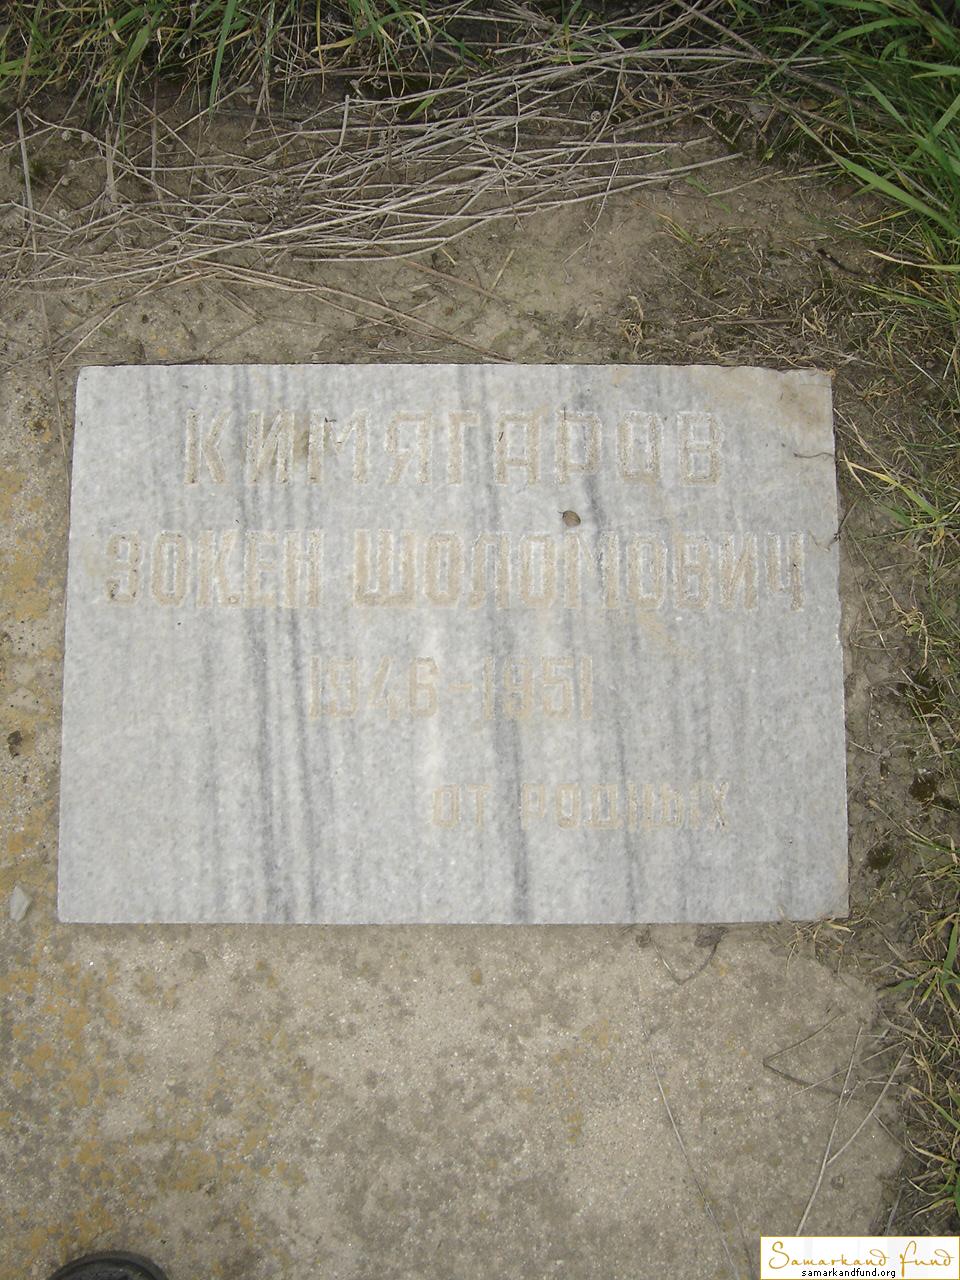 КИМЯГАРОВ
ЗОКЕН ШОЛОМОВИЧ
1946-1951
ОТ РОДНЫХ
Samarkand fund
samarkandfund.org